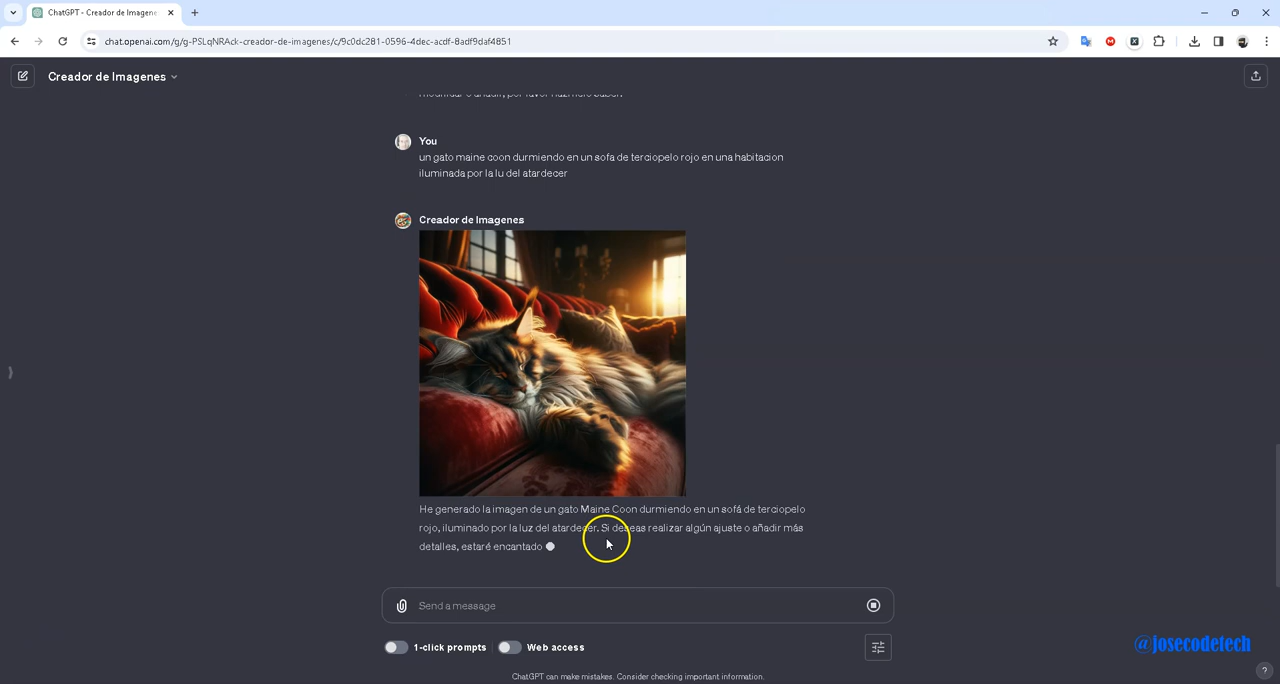 ChatGPT - Creador de Imagene
chat.openai.com/g/g-PSLqNRAck-creador-de-imagenes/c/9c0dc281-0596-4dec-acdf-8adf9daf4851
Creador de Imagenes
You
un gato maine coon durmiendo en un sofa de terciopelo rojo en una habitacion
iluminada por la lu del atardecer
Creador de Imagenes
He generado la imagen de un gato Maine Coon durmiendo en un sofá de terciopelo
rojo, iluminado por la luz del atardecer. Si deseas realizar algún ajuste o añadir más
detalles, estaré encantado
Send a message
1-click prompts
Web access
@josecodetech
ChatGPT can make mistakes. Consider checking important information.
?